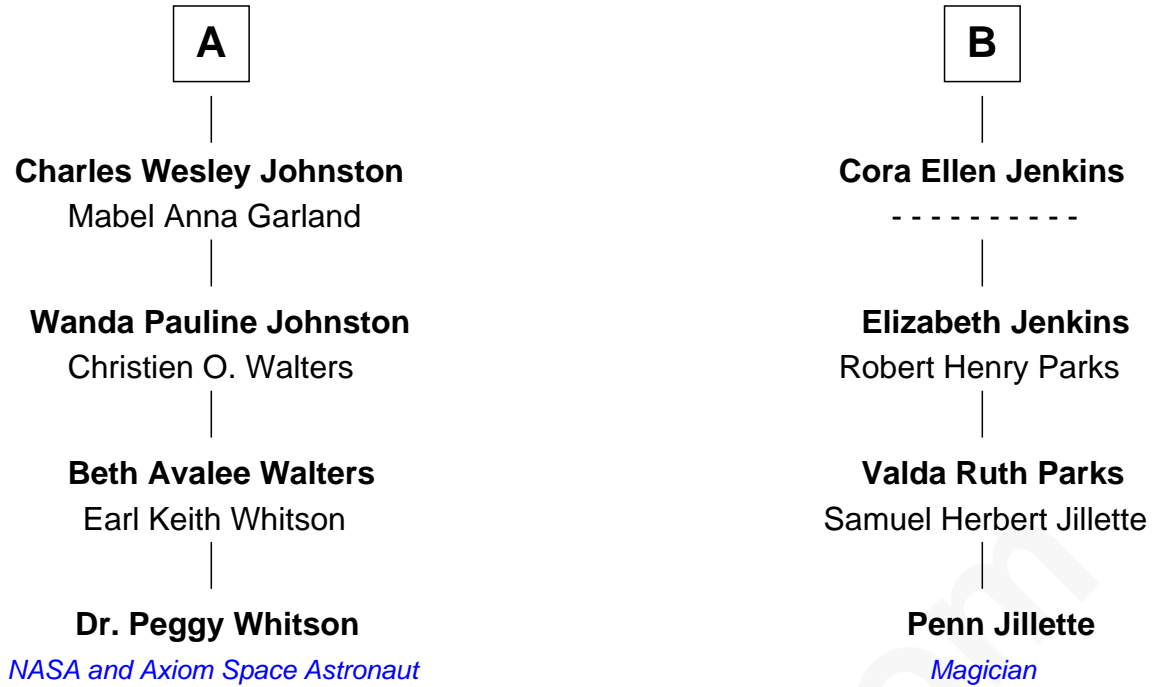 A
Charles Wesley Johnston
Mabel Anna Garland
Wanda Pauline Johnston
Christien O. Walters
Beth Avalee Walters
Earl Keith Whitson
Dr. Peggy Whitson
NASA and Axiom Space Astronaut
B
Cora Ellen Jenkins
- - - - - - - - - -
Elizabeth Jenkins
Robert Henry Parks
Valda Ruth Parks
Samuel Herbert Jillette
Penn Jillette
Magician